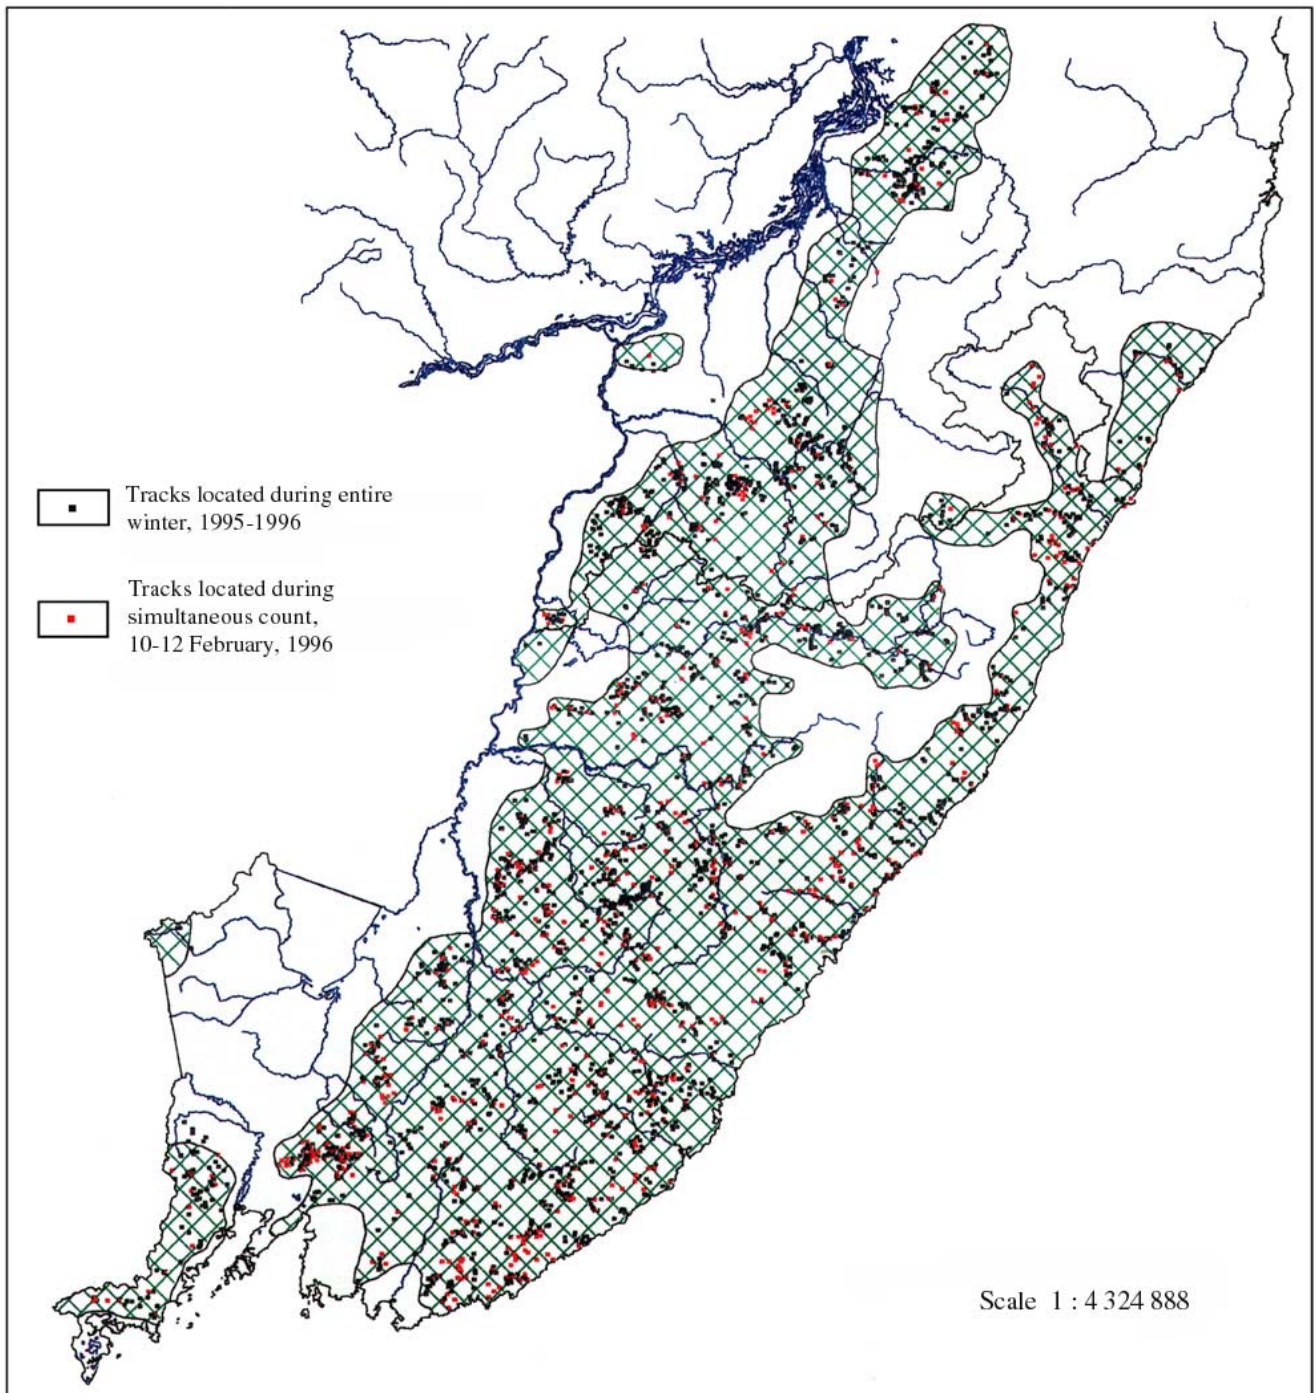 Tracks located during entire
winter, 1995-1996
Tracks located during
simultaneous count,
10-12 February, 1996
Scale 1 : 4 324 888